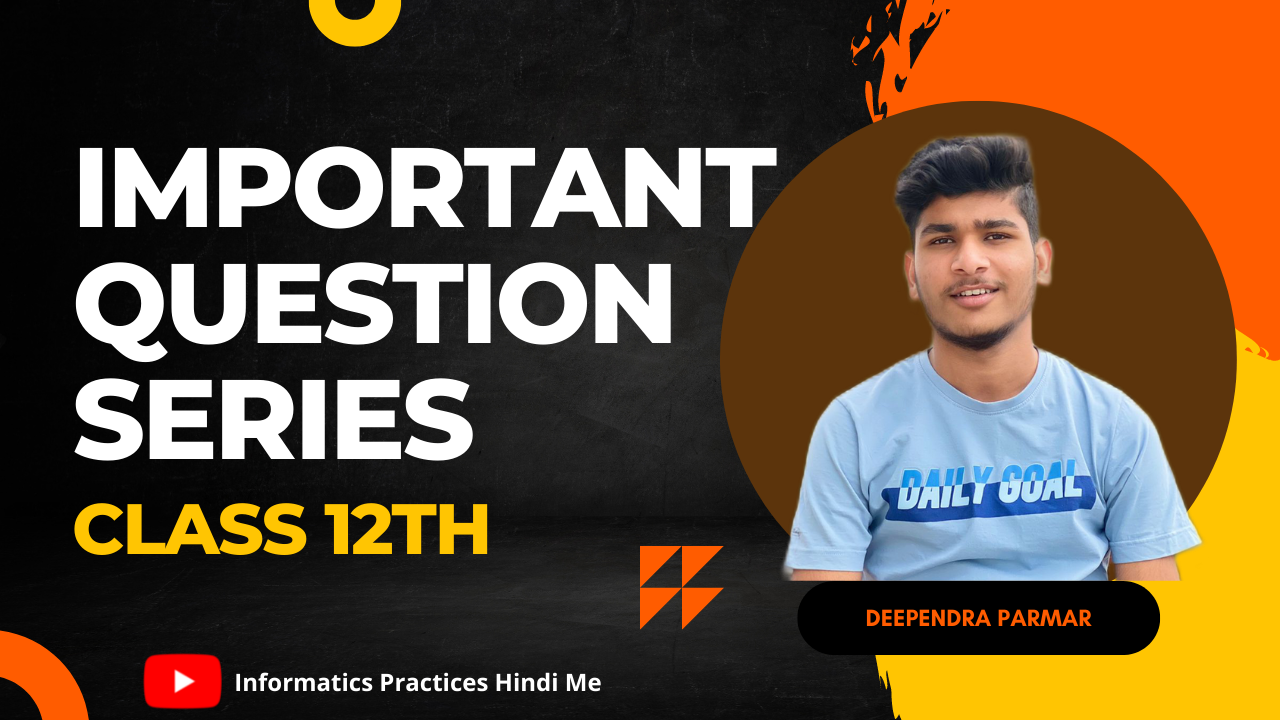 IMPORTANT
QUESTION
SERIES
CLASS 12TH
DAILY GOAL
DEEPENDRA PARMAR
Informatics Practices Hindi Me